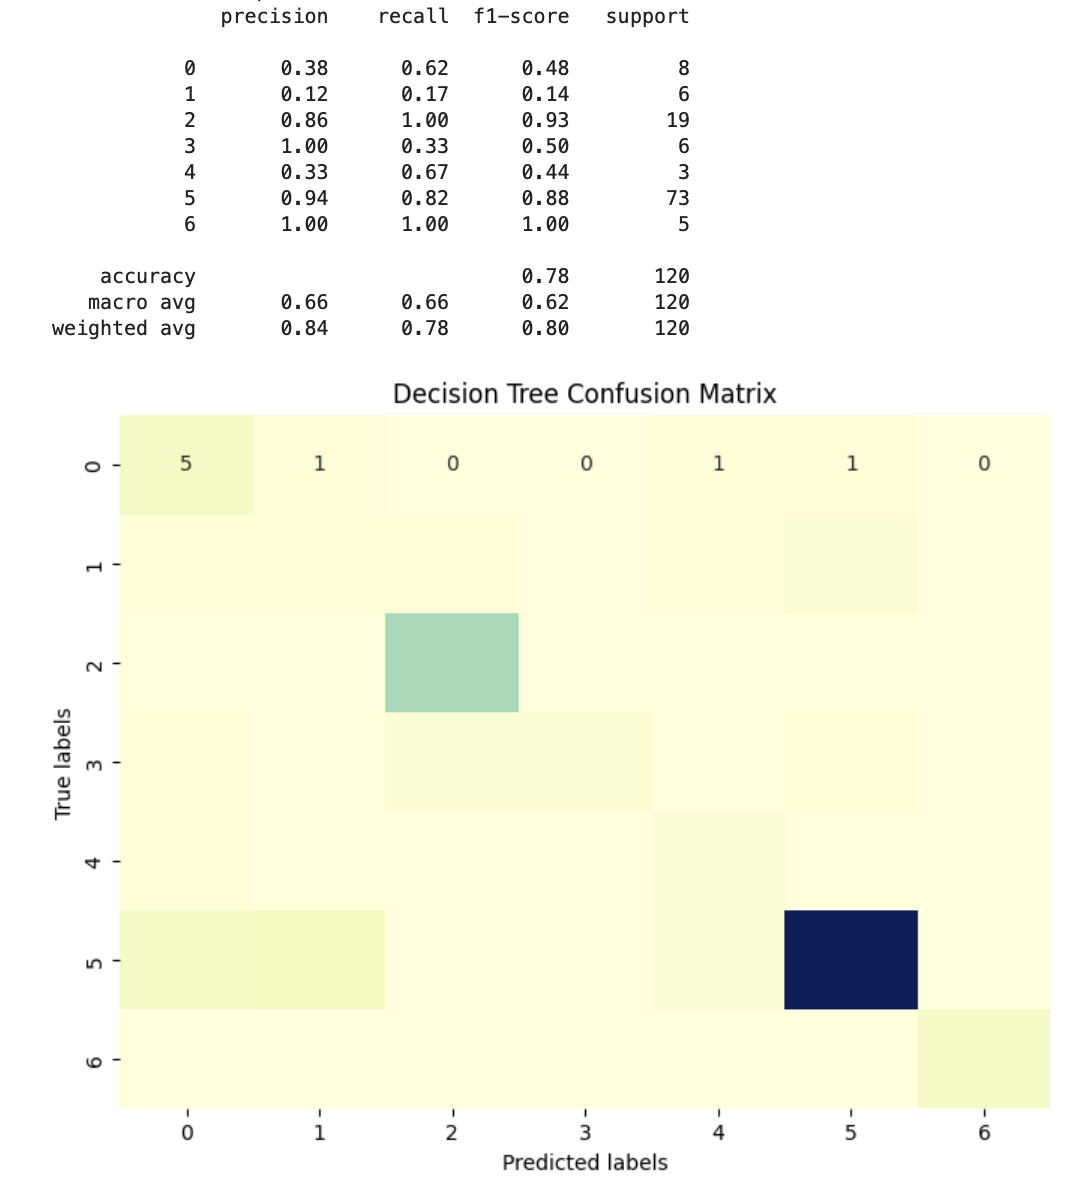 precision recall f1-score support
0 0.38 0.62 0.48 8
1 0.12 0.17 0.14 6
2 0.86 1.00 0.93 19
3 1.00 0.33 0.50 6
4 0.33 0.67 0.44 3
5 0.94 0.82 0.88 73
6 1.00 1.00 1.00 5
accuracy 0.78 120
macro avg 0.66 0.66 0.62 120
weighted avg 0.84 0.78 0.80 120
Decision Tree Confusion Matrix
0 5 1 0 0 1 1 0
1
2
True labels
3
4
5
6
0 1 2 3 4 5 6
Predicted labels